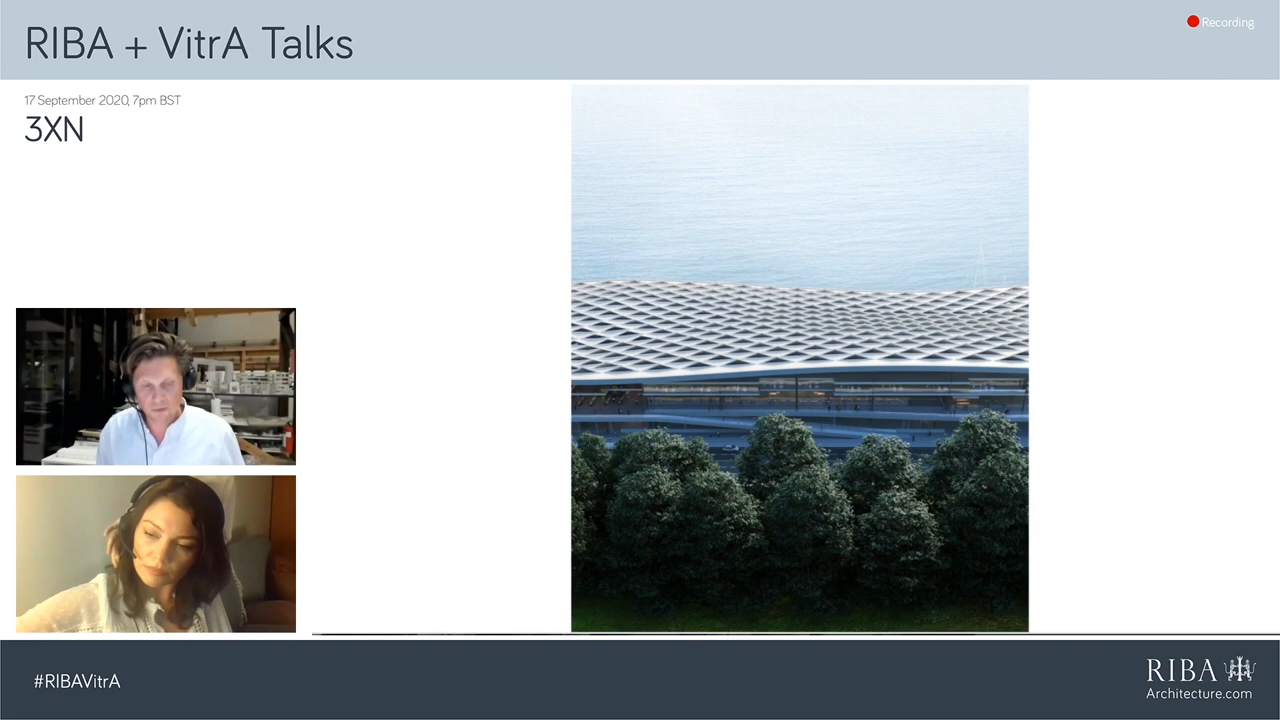 RIBA + VitrA Talks
Recording
17 September 2020, 7pm BST
3XN
#RIBAVitrA
RIBA
Architecture.com